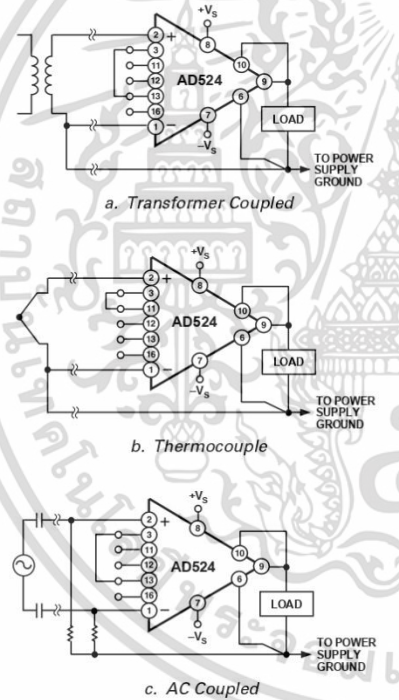 +VS
2
+
8
3
11
10
12
AD524
9
13
6
16
7
LOAD
1
−
−VS
TO POWER
SUPPLY
GROUND
a. Transformer Coupled
+VS
2
+
8
3
11
10
12
AD524
9
13
6
16
7
LOAD
1
−
−VS
TO POWER
SUPPLY
GROUND
b. Thermocouple
+VS
2
+
8
3
11
10
12
AD524
9
13
6
16
7
LOAD
1
−
−VS
TO POWER
SUPPLY
GROUND
c. AC Coupled